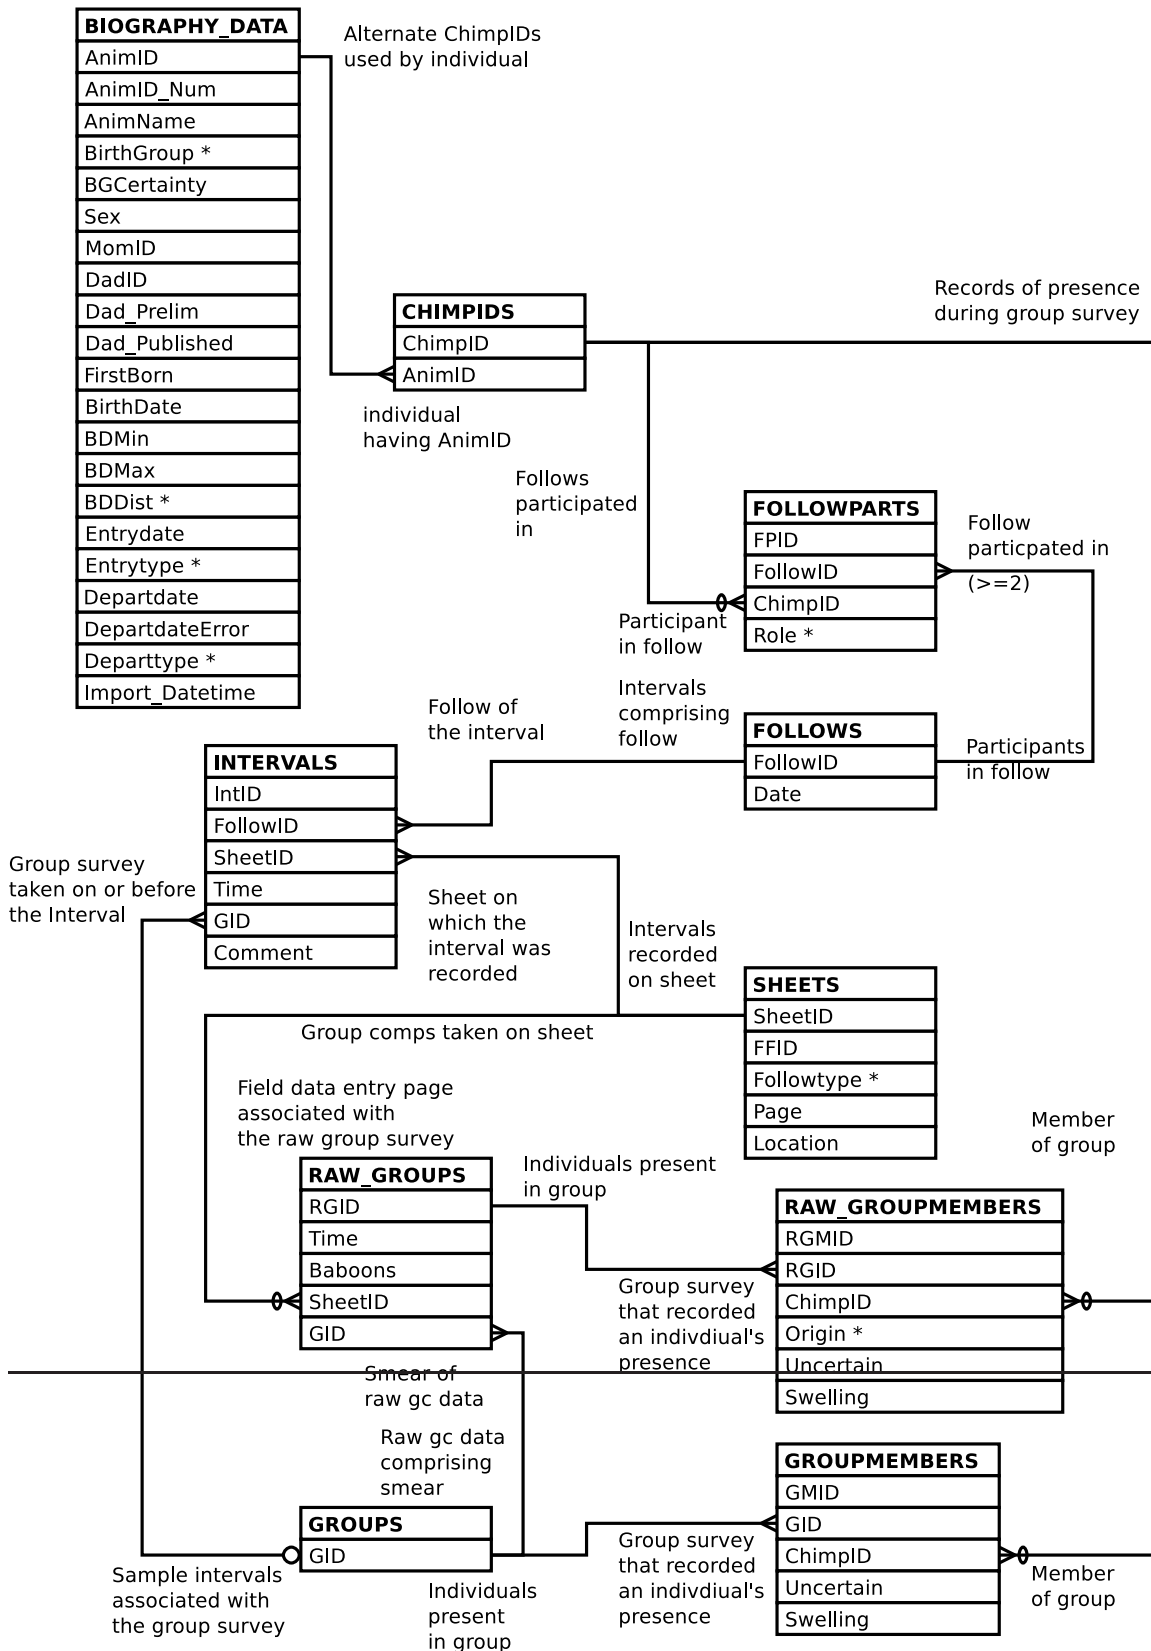 BIOGRAPHY_DATA
AnimID
AnimID_Num
AnimName
BirthGroup *
BGCertainty
Sex
MomID
DadID
Dad_Prelim
Dad_Published
FirstBorn
BirthDate
BDMin
BDMax
BDDist *
Entrydate
Entrytype *
Departdate
DepartdateError
Departtype *
Import_Datetime
Alternate ChimpIDs
used by individual
CHIMPIDS
ChimpID
AnimID
individual
having AnimID
Records of presence
during group survey
Follows
participated
in
FOLLOWPARTS
FPID
FollowID
ChimpID
Role *
Follow
particpated in
(>=2)
Participant
in follow
Intervals
comprising
follow
Follow of
the interval
FOLLOWS
FollowID
Date
Participants
in follow
INTERVALS
IntID
FollowID
SheetID
Time
GID
Comment
Group survey
taken on or before
the Interval
Sheet on
which the
interval was
recorded
Intervals
recorded
on sheet
SHEETS
SheetID
FFID
Followtype *
Page
Location
Group comps taken on sheet
Field data entry page
associated with
the raw group survey
RAW_GROUPS
RGID
Time
Baboons
SheetID
GID
Individuals present
in group
Member
of group
RAW_GROUPMEMBERS
RGMID
RGID
ChimpID
Origin *
Uncertain
Swelling
Group survey
that recorded
an indivdiual's
presence
Smear of
raw gc data
Raw gc data
comprising
smear
GROUPS
GID
GROUPMEMBERS
GMID
GID
ChimpID
Uncertain
Swelling
Group survey
that recorded
an indivdiual's
presence
Member
of group
Sample intervals
associated with
the group survey
Individuals
present
in group